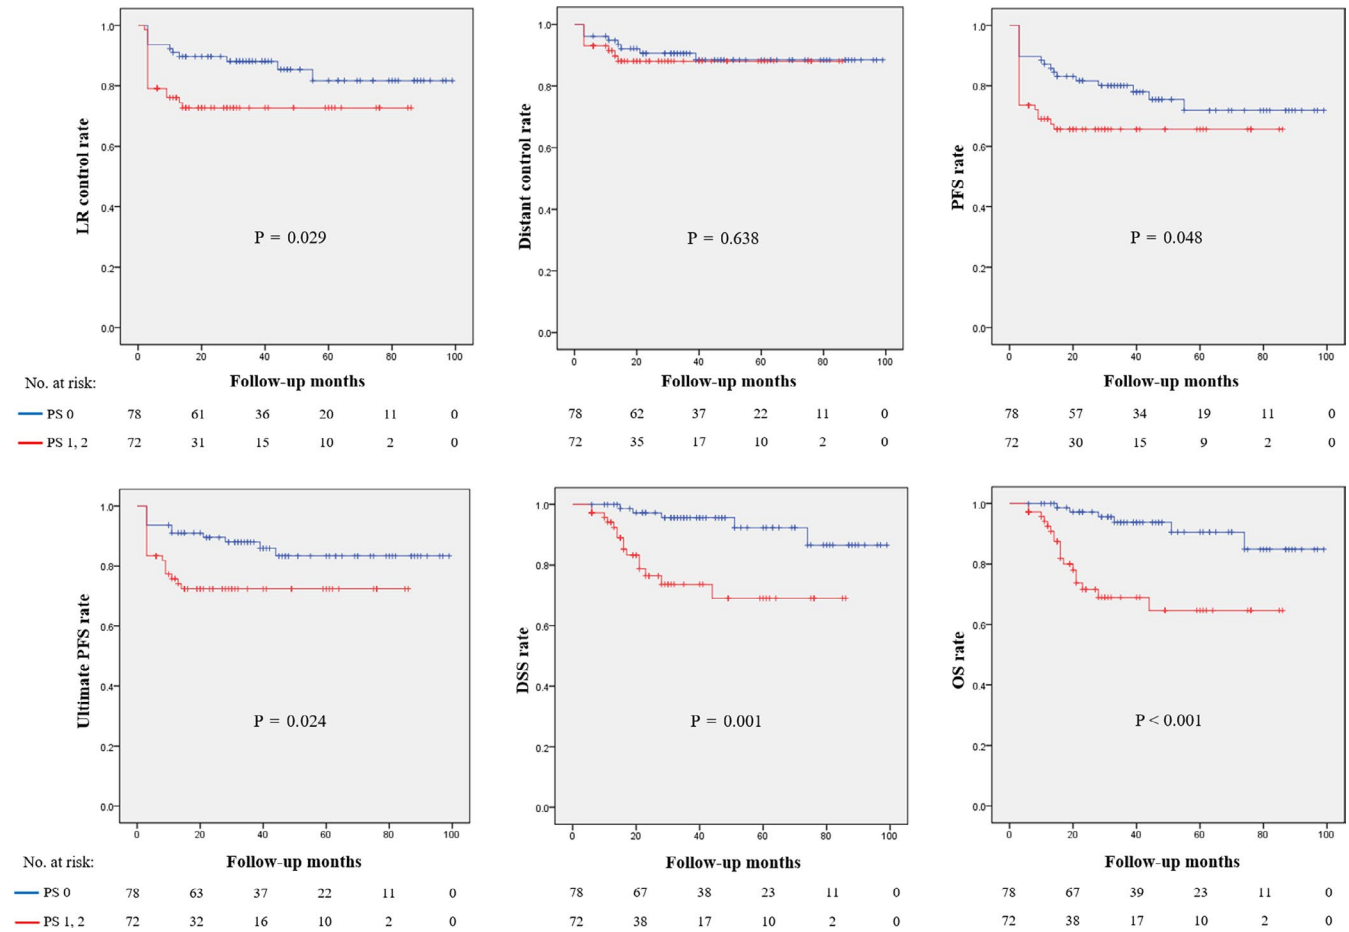 1.0
0.8
0.6
0.4
0.2
0.0
LR control rate
P = 0.029
0 20 40 60 80 100
Follow-up months
1.0
0.8
0.6
0.4
0.2
0.0
Distant control rate
P = 0.638
0 20 40 60 80 100
Follow-up months
1.0
0.8
0.6
0.4
0.2
0.0
PFS rate
P = 0.048
0 20 40 60 80 100
Follow-up months
No. at risk:
PS 0 78 61 36 20 11 0 78 62 37 22 11 0 78 57 34 19 11 0
PS 1, 2 72 31 15 10 2 0 72 35 17 10 2 0 72 30 15 9 2 0
1.0
0.8
0.6
0.4
0.2
0.0
Ultimate PFS rate
P = 0.024
0 20 40 60 80 100
Follow-up months
1.0
0.8
0.6
0.4
0.2
0.0
DSS rate
P = 0.001
0 20 40 60 80 100
Follow-up months
1.0
0.8
0.6
0.4
0.2
0.0
OS rate
P < 0.001
0 20 40 60 80 100
Follow-up months
No. at risk:
PS 0 78 63 37 22 11 0 78 67 38 23 11 0 78 67 39 23 11 0
PS 1, 2 72 32 16 10 2 0 72 38 17 10 2 0 72 38 17 10 2 0